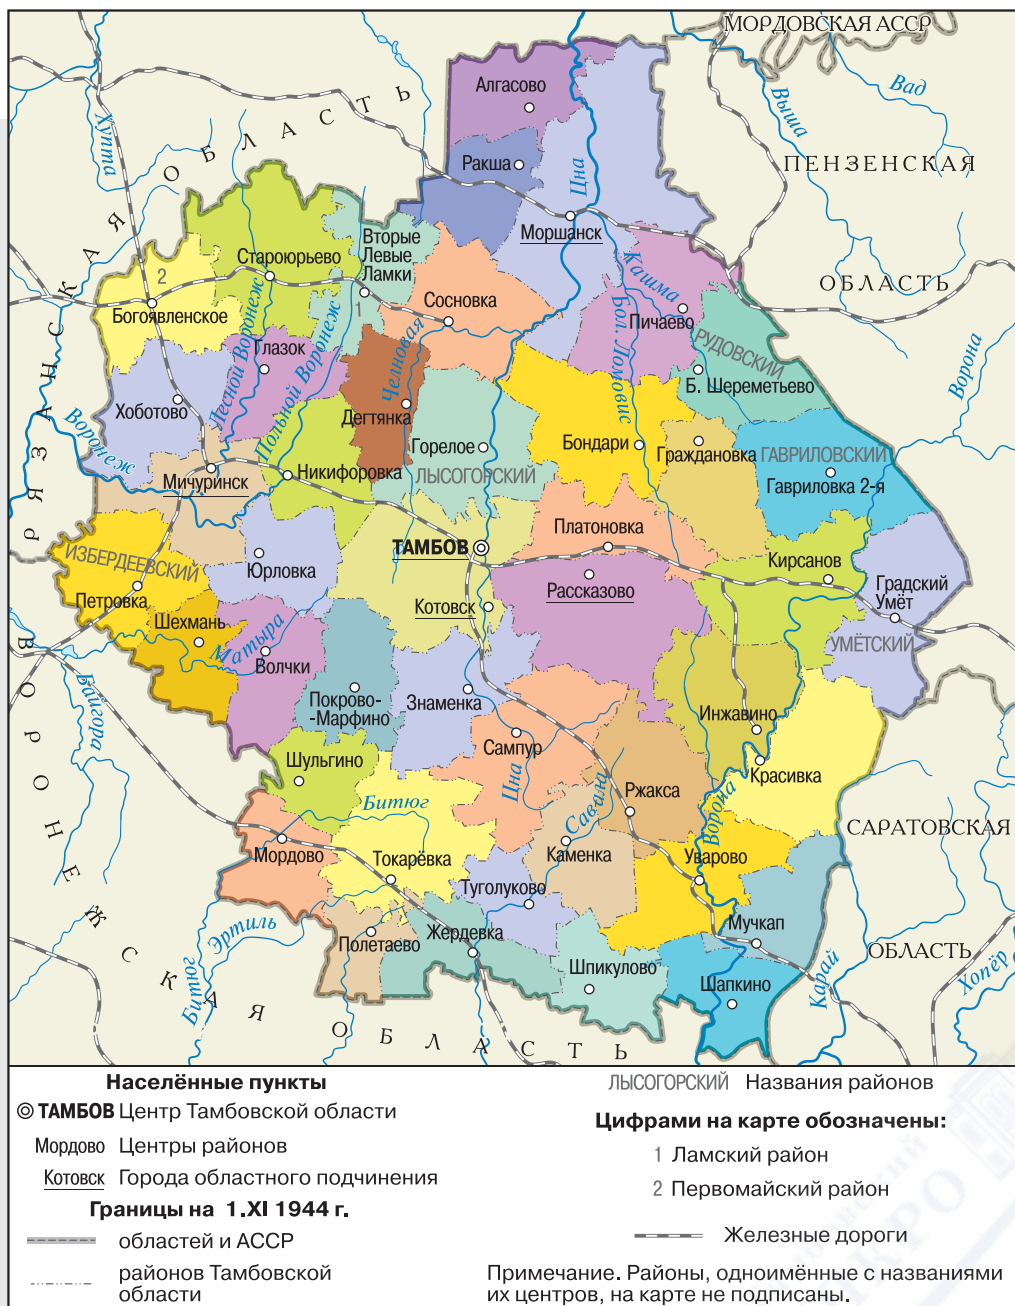 МОРДОВСКАЯ АССР
Алгасово
Вад
Выша
Хупта
РЯЗАНСКАЯ ОБЛАСТЬ
ПЕНЗЕНСКАЯ
ОБЛАСТЬ
Ракша
Цна
Моршанск
Вторые
Левые
Ламки
Староюрьево
2
1
Богоявленское
Сосновка
Кашма
Пичаево
РУДОВСКИЙ
Б. Шереметьево
Ворона
Лесной Воронеж
Польной Воронеж
Челновая
Бол. Ломовис
Глазок
Хоботово
Дегтянка
Горелое
ЛЫСОГОРСКИЙ
Бондари
Граждановка
ГАВРИЛОВСКИЙ
Гавриловка 2-я
Воронеж
Мичуринск
Никифоровка
Платоновка
ТАМБОВ
Кирсанов
ИЗБЕРДЕЕВСКИЙ
Петровка
Юрловка
Котовск
Рассказово
Градский
Умёт
УМЁТСКИЙ
Шехмань
Матыра
Волчки
Покрово-
-Марфино
Знаменка
Инжавино
Байгора
ВОРОНЕЖСКАЯ ОБЛАСТЬ
Сампур
Цна
Шульгино
Красивка
Битюг
Савала
Ржакса
Ворона
САРАТОВСКАЯ
ОБЛАСТЬ
Мордово
Токарёвка
Каменка
Уварово
Туголуково
Мучкап
Эртиль
Полетаево
Жердевка
Шпикулово
Шапкино
Битюг
Карай
Хопёр
Населённые пункты
ТАМБОВ Центр Тамбовской области
Мордово Центры районов
Котовск Города областного подчинения
Границы на 1.XI 1944 г.
областей и АССР
районов Тамбовской
области
ЛЫСОГОРСКИЙ Названия районов
Цифрами на карте обозначены:
1 Ламский район
2 Первомайский район
Железные дороги
Примечание. Районы, одноимённые с названиями
их центров, на карте не подписаны.